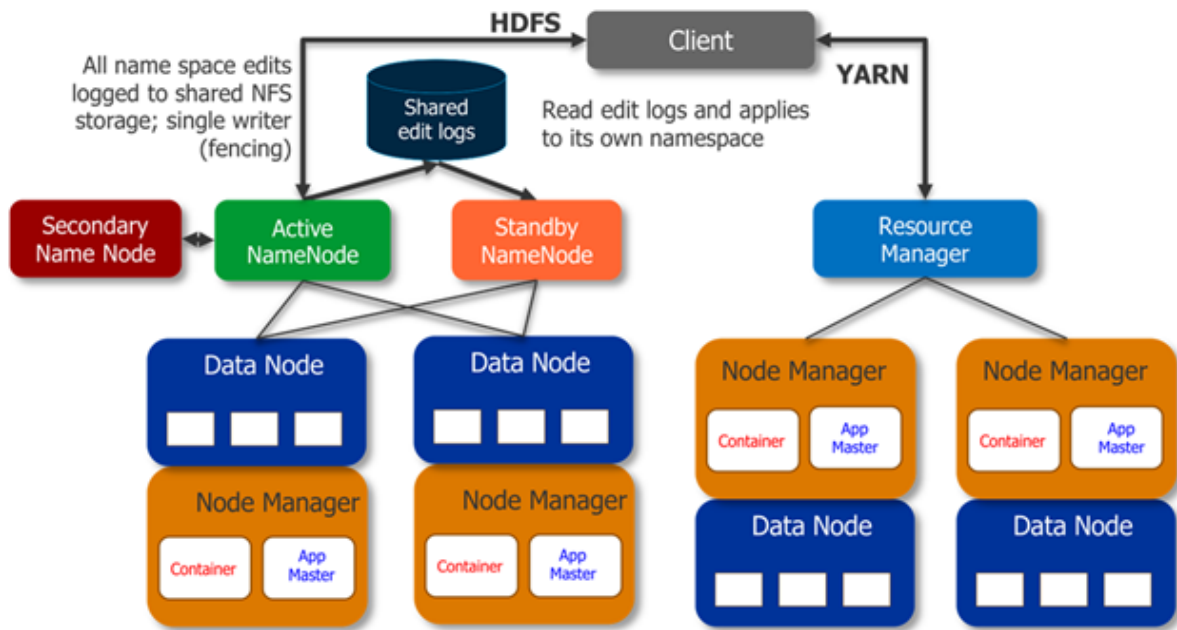 HDFS
Client
YARN
All name space edits
logged to shared NFS
storage; single writer
(fencing)
Shared
edit logs
Read edit logs and applies
to its own namespace
Secondary
Name Node
Active
NameNode
Standby
NameNode
Resource
Manager
Data Node
Data Node
Node Manager
Container
App
Master
Node Manager
Container
App
Master
Node Manager
Container
App
Master
Node Manager
Container
App
Master
Data Node
Data Node